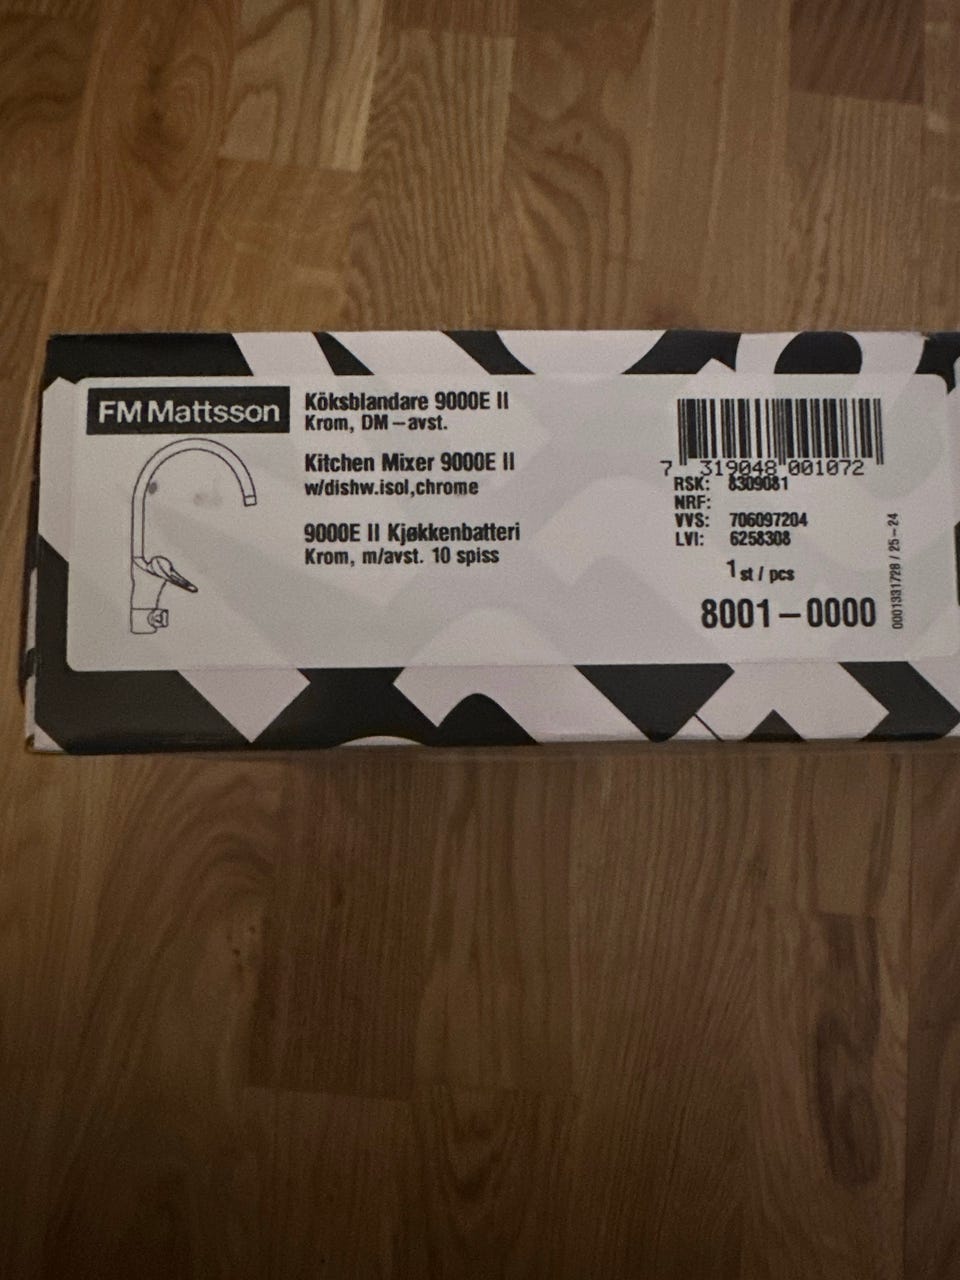 FM Mattsson
Köksblandare 9000E II
Krom, DM-avst.
Kitchen Mixer 9000E II
w/dishw.isol,chrome
9000E II Kjøkkenbatteri
Krom, m/avst. 10 spiss
7 319048 001072
RSK: 8309081
NRF:
VVS: 706097204
LVI: 6258308
1 st / pcs
8001-0000
0001331728 / 25-24